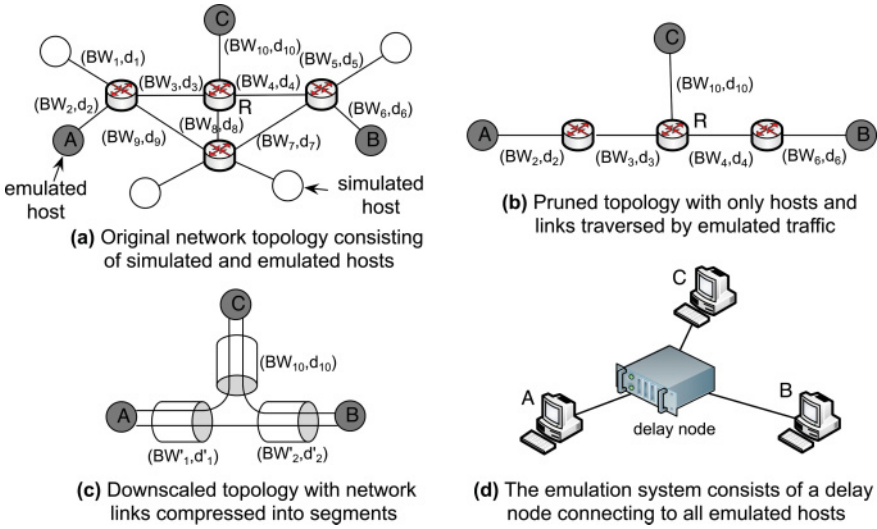 C
(BW₁,d₁)
(BW₁₀,d₁₀)
(BW₅,d₅)
(BW₂,d₂)
(BW₃,d₃)
(BW₄,d₄)
R
(BW₆,d₆)
A
(BW₉,d₉)
(BW₈,d₈)
(BW₇,d₇)
B
emulated
host
simulated
host
(a) Original network topology consisting
of simulated and emulated hosts
C
(BW₁₀,d₁₀)
A
R
B
(BW₂,d₂)
(BW₃,d₃)
(BW₄,d₄)
(BW₆,d₆)
(b) Pruned topology with only hosts and
links traversed by emulated traffic
C
(BW₁₀,d₁₀)
A
B
(BW'₁,d'₁)
(BW'₂,d'₂)
(c) Downscaled topology with network
links compressed into segments
C
A
B
delay node
(d) The emulation system consists of a delay
node connecting to all emulated hosts